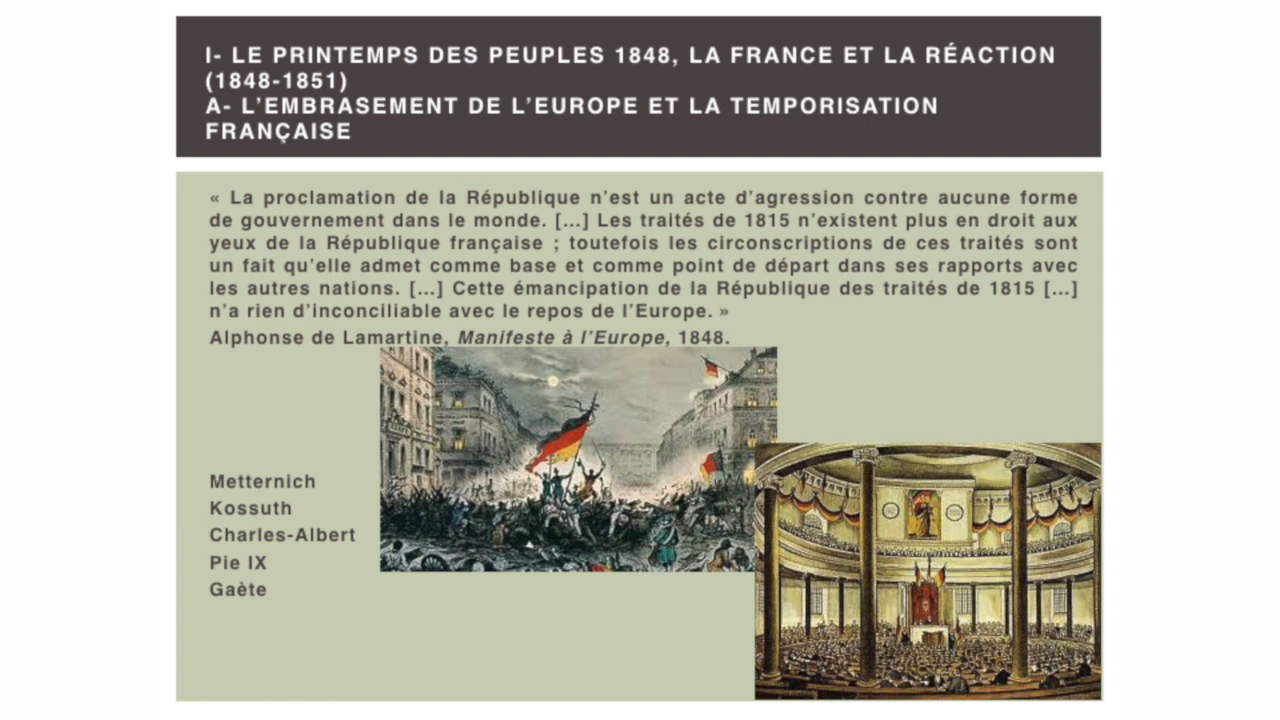 I- LE PRINTEMPS DES PEUPLES 1848, LA FRANCE ET LA RÉACTION
(1848-1851)
A- L'EMBRASEMENT DE L'EUROPE ET LA TEMPORISATION
FRANÇAISE
« La proclamation de la République n'est un acte d'agression contre aucune forme
de gouvernement dans le monde. [...] Les traités de 1815 n'existent plus en droit aux
yeux de la République française ; toutefois les circonscriptions de ces traités sont
un fait qu'elle admet comme base et comme point de départ dans ses rapports avec
les autres nations. [...] Cette émancipation de la République des traités de 1815 [...]
n'a rien d'inconciliable avec le repos de l'Europe. »
Alphonse de Lamartine, Manifeste à l'Europe, 1848.
Metternich
Kossuth
Charles-Albert
Pie IX
Gaète